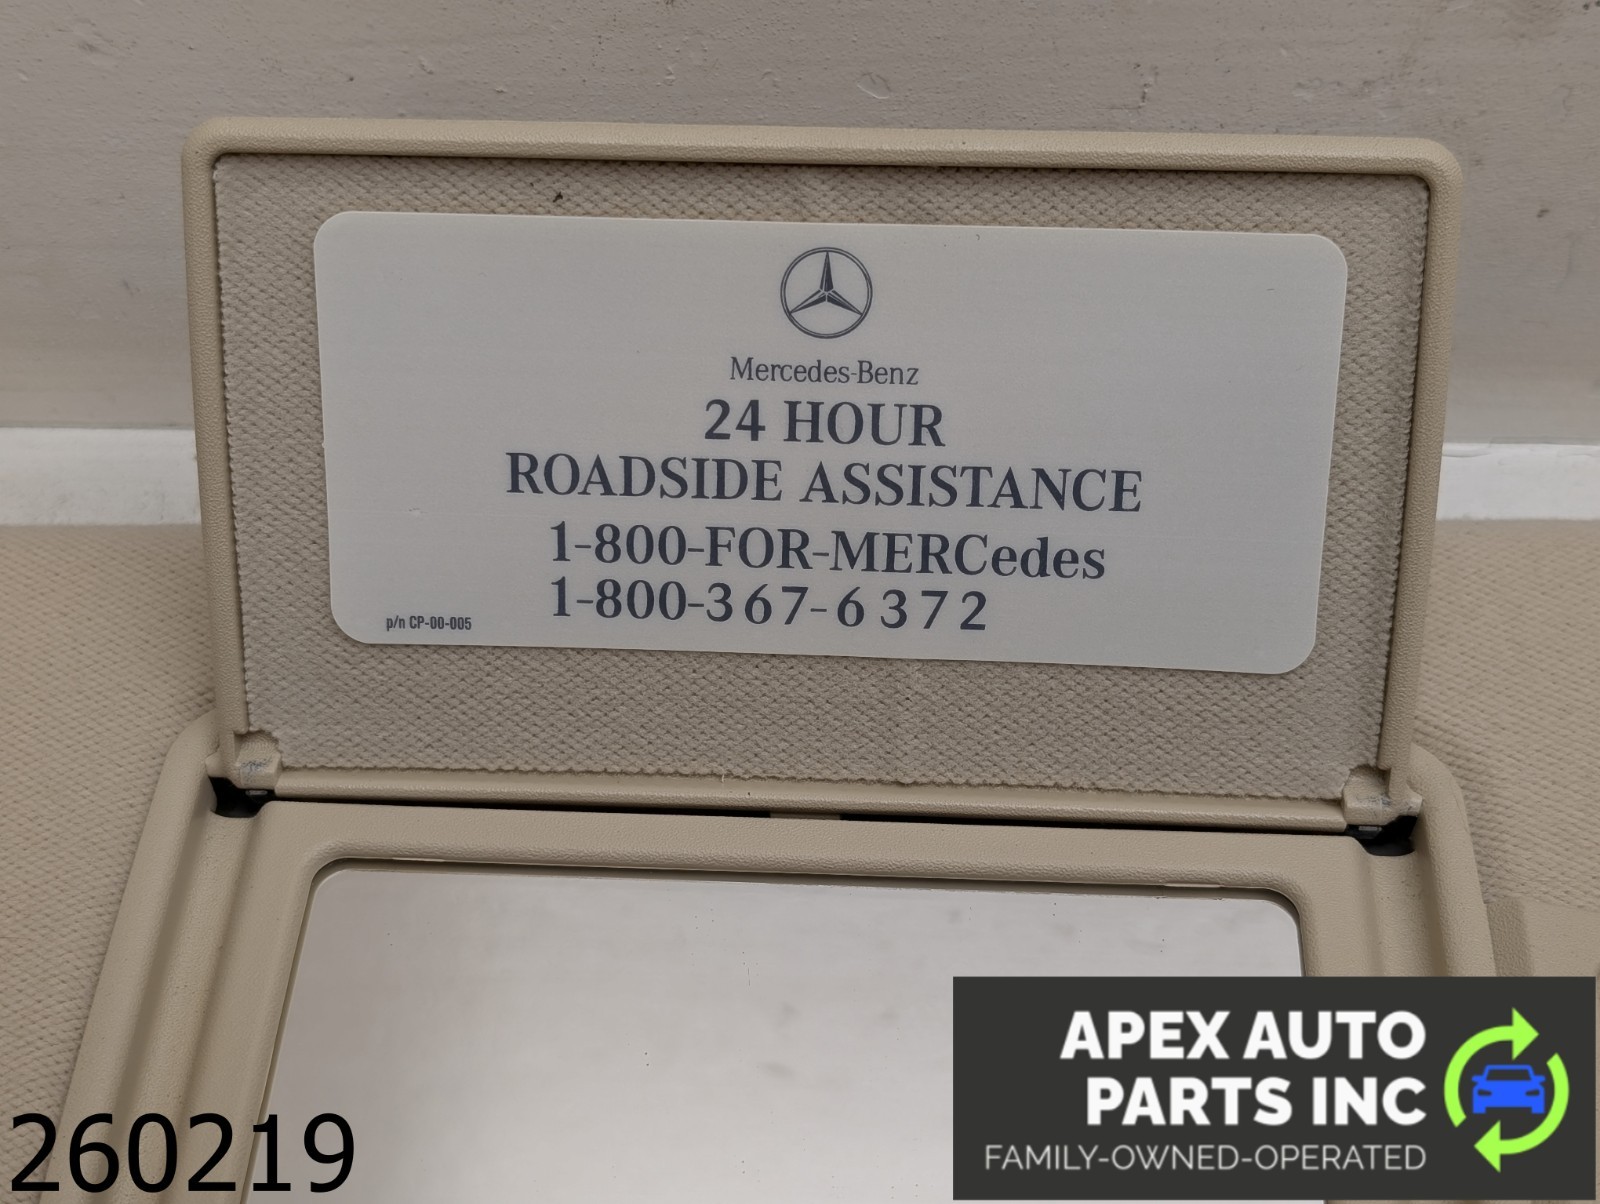 Mercedes-Benz
24 HOUR
ROADSIDE ASSISTANCE
1-800-FOR-MERCedes
1-800-367-6372
p/n CP-00-005
APEX AUTO
PARTS INC
FAMILY-OWNED-OPERATED
260219